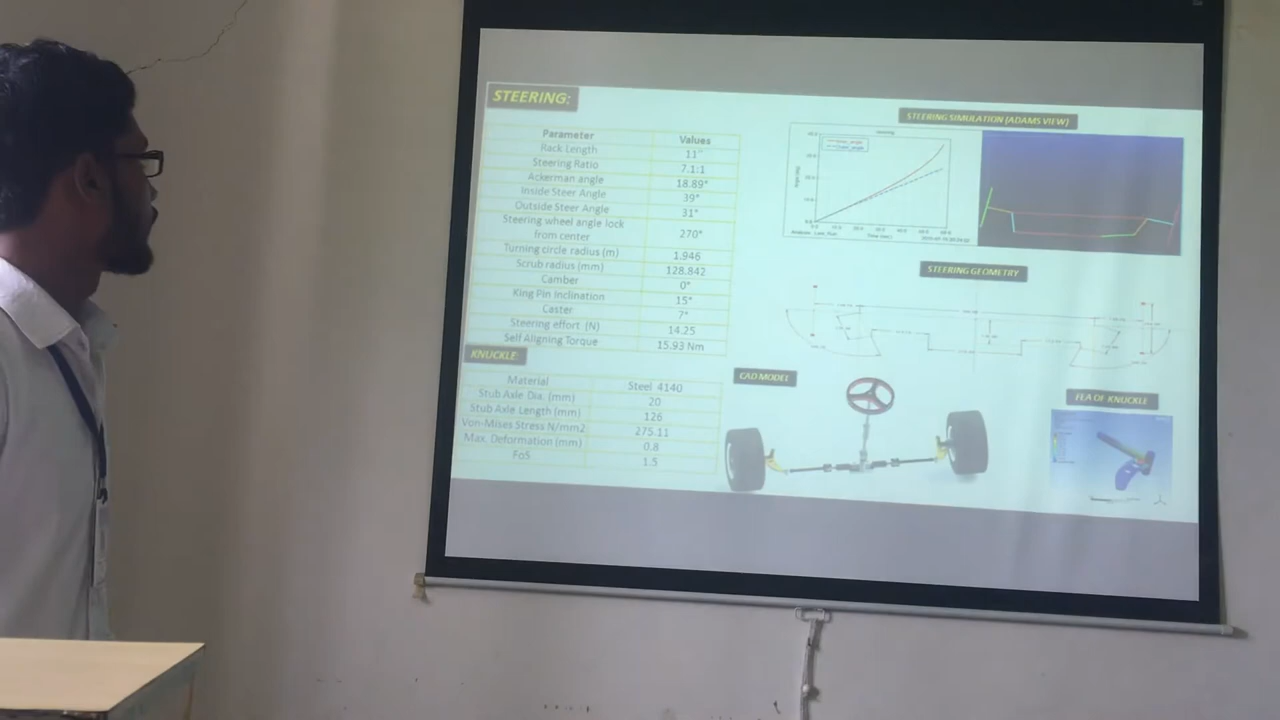 STEERING:
Parameter Values
Rack Length 11"
Steering Ratio 7.1:1
Ackerman angle 18.89°
Inside Steer Angle 39°
Outside Steer Angle 31°
Steering wheel angle lock
from center 270°
Turning circle radius (m) 1.946
Scrub radius (mm) 128.842
Camber 0°
King Pin Inclination 15°
Caster 7°
Steering effort (N) 14.25
Self Aligning Torque 15.93 Nm
KNUCKLE:
Material Steel 4140
Stub Axle Dia. (mm) 20
Stub Axle Length (mm) 126
Von-Mises Stress N/mm2 275.11
Max. Deformation (mm) 0.8
FoS 1.5
STEERING SIMULATION (ADAMS VIEW)
STEERING GEOMETRY
CAD MODEL
FEA OF KNUCKLE